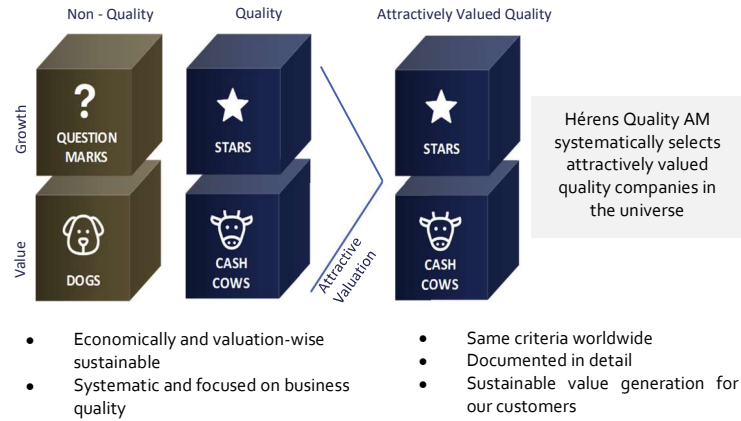 Non - Quality
Quality
Attractively Valued Quality
Growth
?
QUESTION
MARKS
STARS
STARS
Hérens Quality AM
systematically selects
attractively valued
quality companies in
the universe
Value
DOGS
CASH
COWS
Attractive
Valuation
CASH
COWS
• Economically and valuation-wise
sustainable
• Systematic and focused on business
quality
• Same criteria worldwide
• Documented in detail
• Sustainable value generation for
our customers